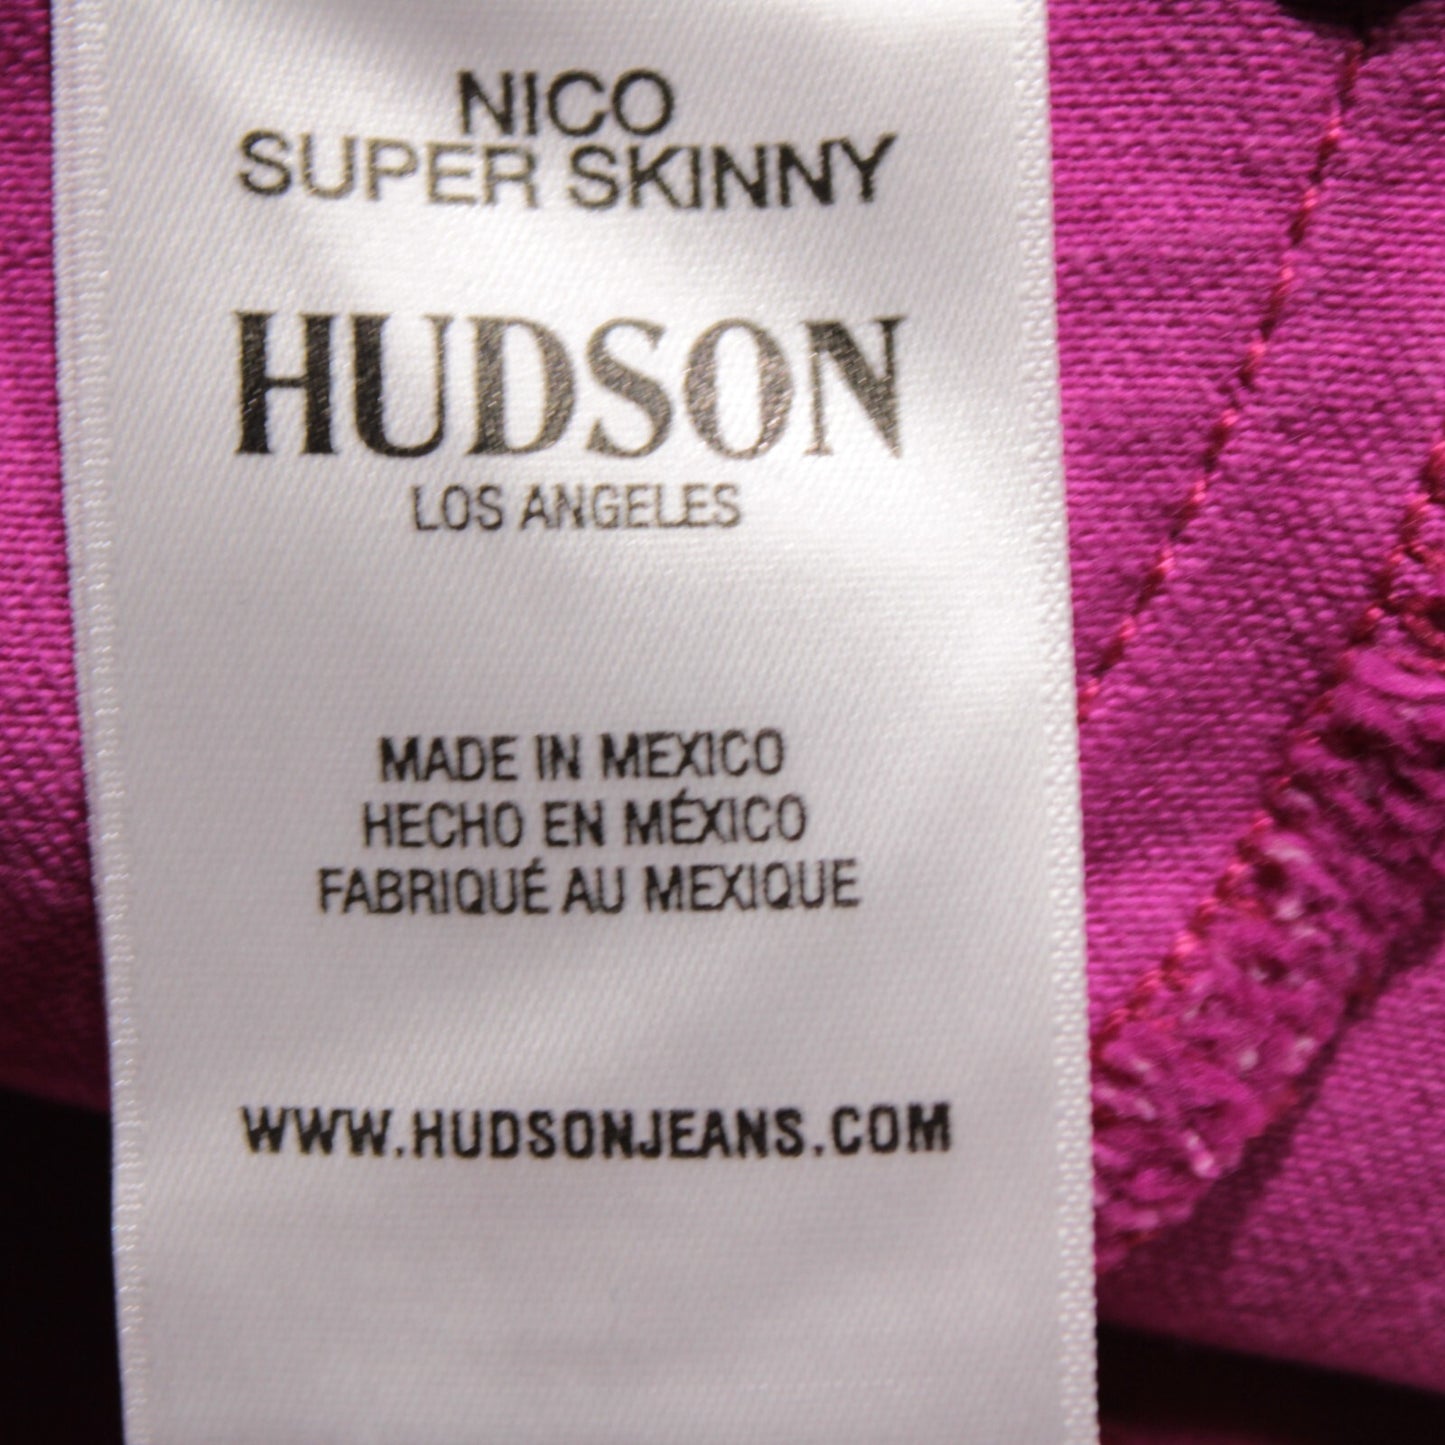 NICO
SUPER SKINNY
HUDSON
LOS ANGELES
MADE IN MEXICO
HECHO EN MÉXICO
FABRIQUÉ AU MEXIQUE
WWW.HUDSONJEANS.COM